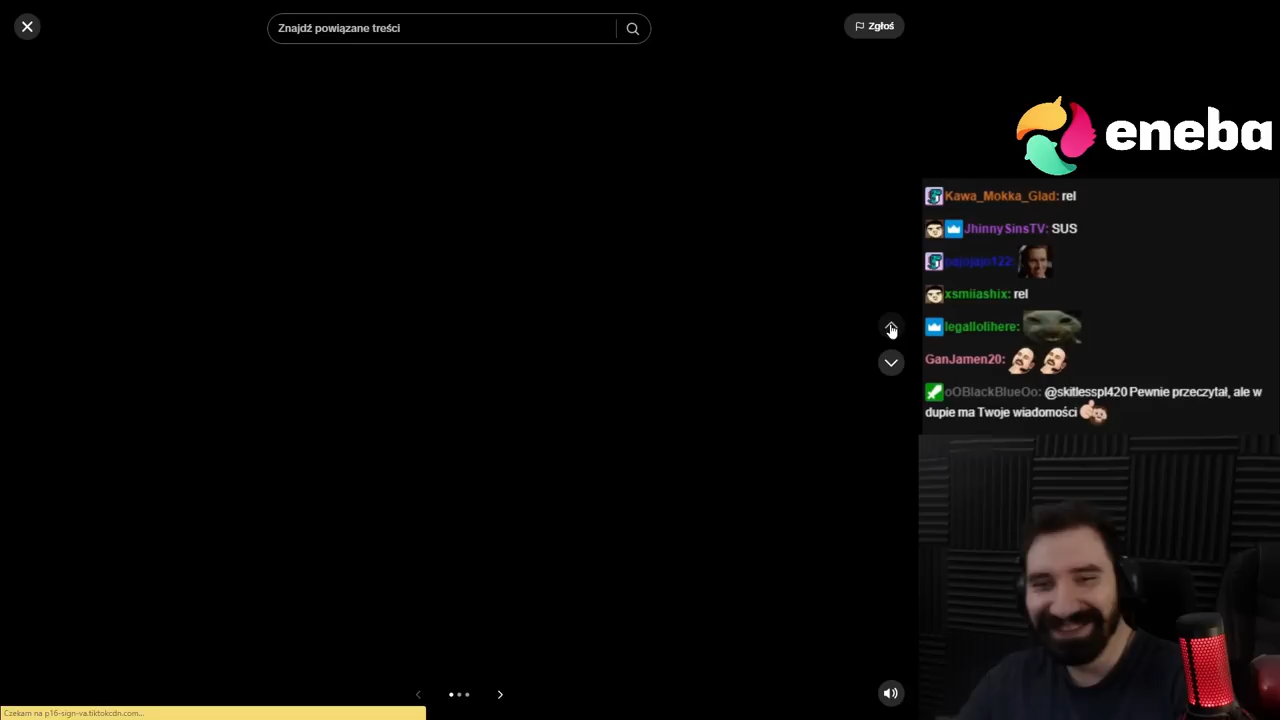 Znajdź powiązane treści
Zgłoś
eneba
Kawa_Mokka_Glad: rel
JhinnySinsTV: SUS
pajojajo122:
xsmiiashix: rel
legallolihere:
GanJamen20:
oOBlackBlueOo: @skitlesspl420 Pewnie przeczytał, ale w
dupie ma Twoje wiadomości
Czekam na p16-sign-va.tiktokcdn.com...